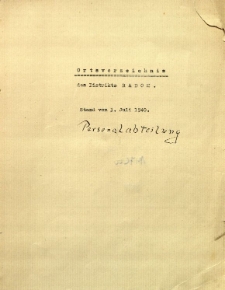 Ortsverzeichnis
des Distrikts RADOM.
Stand vom 1. Juli 1940.
Personalabteilung